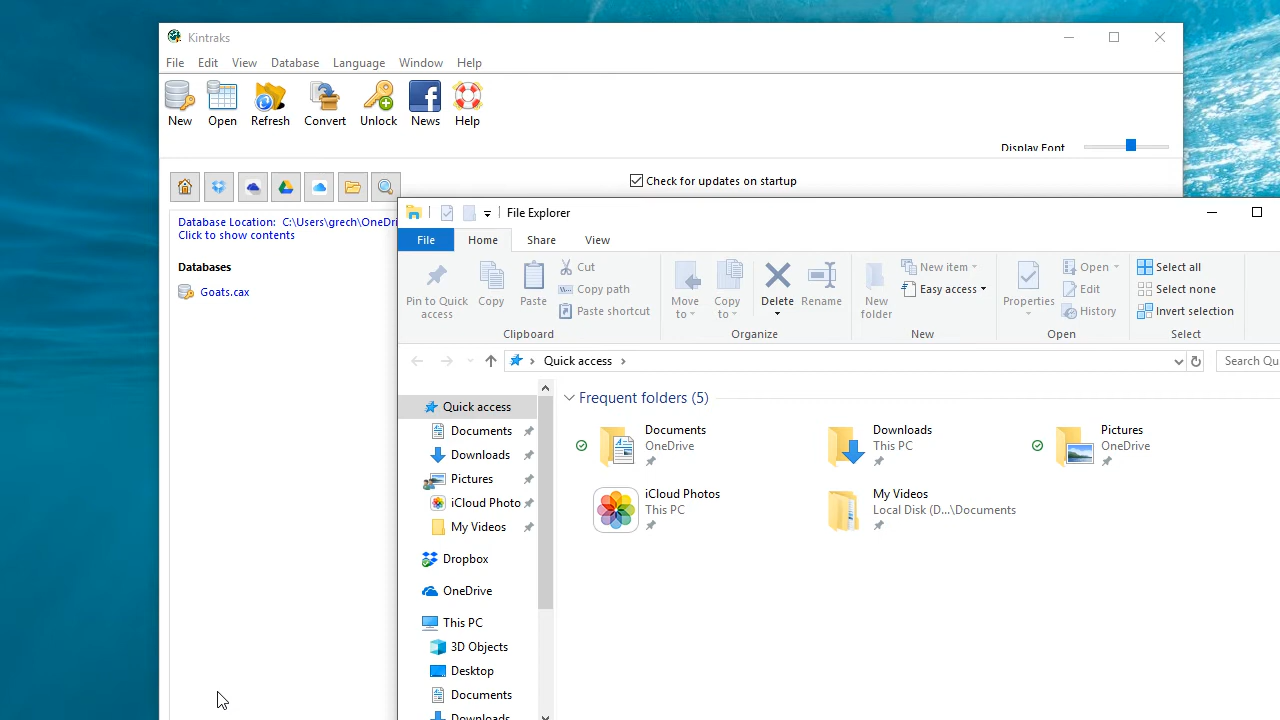 Kintraks
File Edit View Database Language Window Help
New Open Refresh Convert Unlock News Help
Display Font
Check for updates on startup
Database Location: C:\Users\grech\OneDri
Click to show contents
Databases
Goats.cax
File Explorer
File Home Share View
Pin to Quick access
Copy
Paste
Cut
Copy path
Paste shortcut
Clipboard
Move to
Copy to
Delete
Rename
Organize
New folder
New item
Easy access
New
Properties
Open
Edit
History
Open
Select all
Select none
Invert selection
Select
Quick access
Search Qu
Quick access
Documents
Downloads
Pictures
iCloud Photo
My Videos
Dropbox
OneDrive
This PC
3D Objects
Desktop
Documents
Downloads
Frequent folders (5)
Documents
OneDrive
Downloads
This PC
Pictures
OneDrive
iCloud Photos
This PC
My Videos
Local Disk (D...\Documents